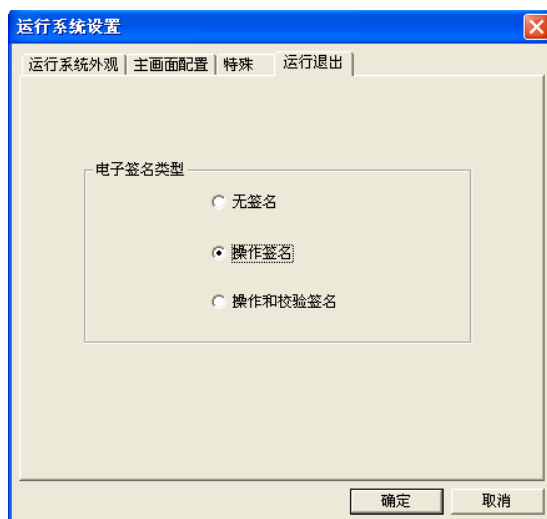 运行系统设置
运行系统外观 主画面配置 特殊 运行退出
电子签名类型
无签名
操作签名
操作和校验签名
确定 取消